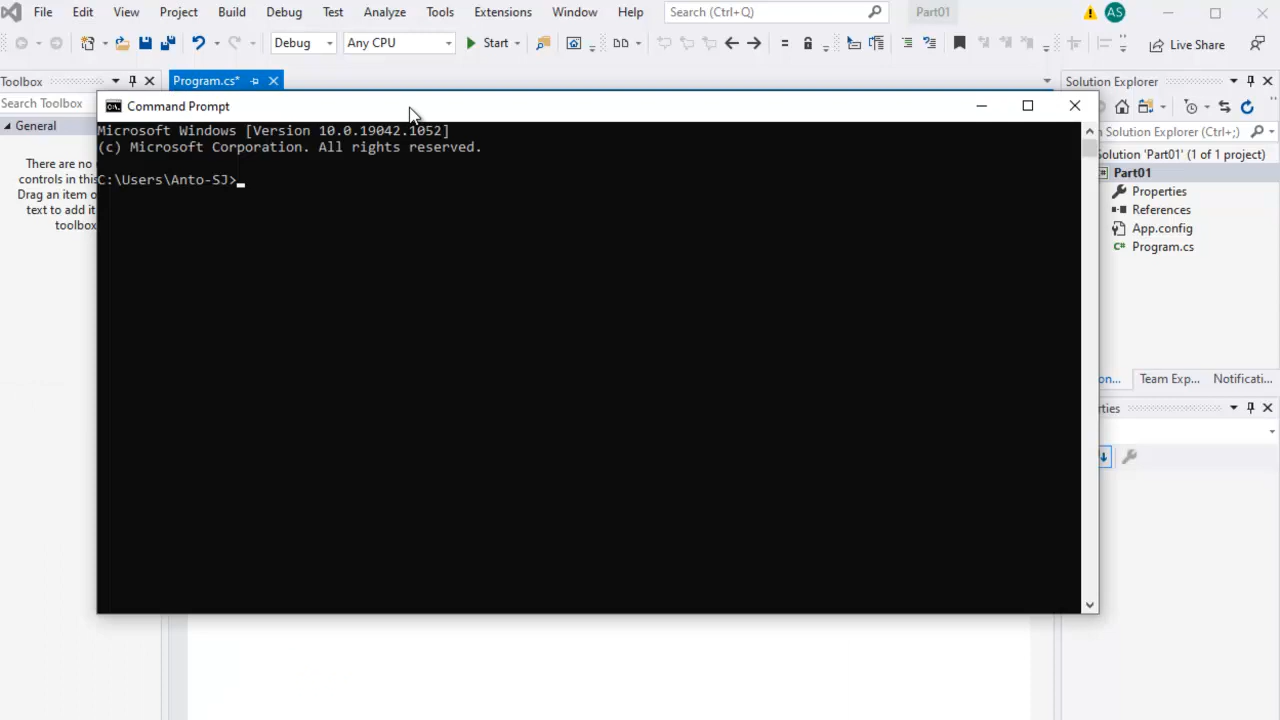 File Edit View Project Build Debug Test Analyze Tools Extensions Window Help Search (Ctrl+Q) Part01 AS
Debug Any CPU Start Live Share
Toolbox Program.cs* Solution Explorer
Search Toolbox
General
There are no
controls in this
Drag an item o
text to add it
toolbox
Command Prompt
Microsoft Windows [Version 10.0.19042.1052]
(c) Microsoft Corporation. All rights reserved.
C:\Users\Anto-SJ>
Solution Explorer (Ctrl+;)
Solution 'Part01' (1 of 1 project)
Part01
Properties
References
App.config
C# Program.cs
on... Team Exp... Notificati...
rties